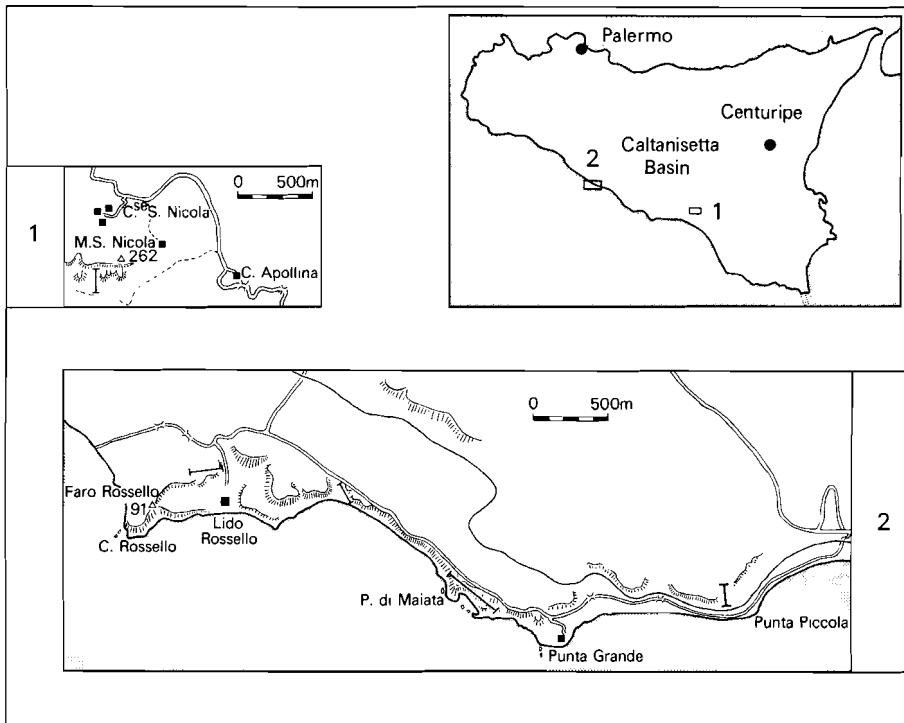 Palermo
Centuripe
Caltanisetta
Basin
2
1
1
0 500m
Cse S. Nicola
M.S. Nicola
262
C. Apollina
0 500m
Faro Rossello
91
C. Rossello
Lido
Rossello
P. di Maiata
Punta Grande
Punta Piccola
2